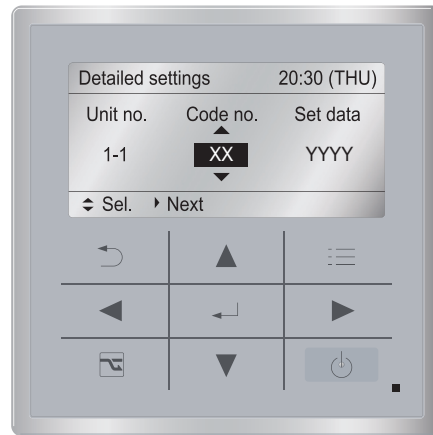 Detailed settings 20:30 (THU)
Unit no. Code no. Set data
1-1 XX YYYY
Sel. Next